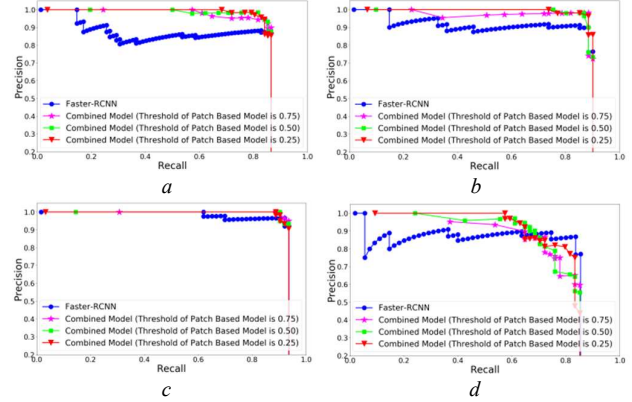 1.0
0.9
0.8
0.7
0.6
0.5
0.4
0.3
0.2
Precision
Faster-RCNN
Combined Model (Threshold of Patch Based Model is 0.75)
Combined Model (Threshold of Patch Based Model is 0.50)
Combined Model (Threshold of Patch Based Model is 0.25)
0.0 0.2 0.4 0.6 0.8 1.0
Recall
a
1.0
0.9
0.8
0.7
0.6
0.5
0.4
0.3
0.2
Precision
Faster-RCNN
Combined Model (Threshold of Patch Based Model is 0.75)
Combined Model (Threshold of Patch Based Model is 0.50)
Combined Model (Threshold of Patch Based Model is 0.25)
0.0 0.2 0.4 0.6 0.8 1.0
Recall
b
1.0
0.9
0.8
0.7
0.6
0.5
0.4
0.3
0.2
Precision
Faster-RCNN
Combined Model (Threshold of Patch Based Model is 0.75)
Combined Model (Threshold of Patch Based Model is 0.50)
Combined Model (Threshold of Patch Based Model is 0.25)
0.0 0.2 0.4 0.6 0.8 1.0
Recall
c
1.0
0.9
0.8
0.7
0.6
0.5
0.4
0.3
0.2
Precision
Faster-RCNN
Combined Model (Threshold of Patch Based Model is 0.75)
Combined Model (Threshold of Patch Based Model is 0.50)
Combined Model (Threshold of Patch Based Model is 0.25)
0.0 0.2 0.4 0.6 0.8 1.0
Recall
d